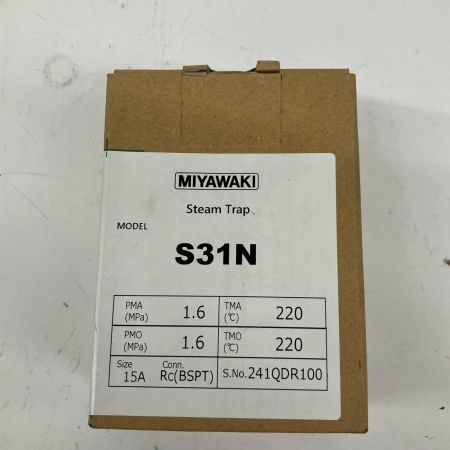 MIYAWAKI
Steam Trap
MODEL
S31N
PMA (MPa) 1.6 TMA (℃) 220
PMO (MPa) 1.6 TMO (℃) 220
Size 15A Conn. Rc(BSPT) S.No.241QDR100